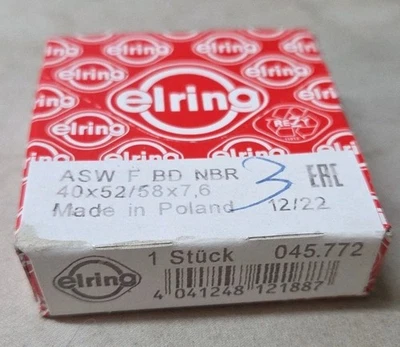 elring
REZY
ASW F BD NBR
3
EAC
40x52/58x7,6
Made in Poland
12/22
1 Stück
045.772
elring
4 041248 121887